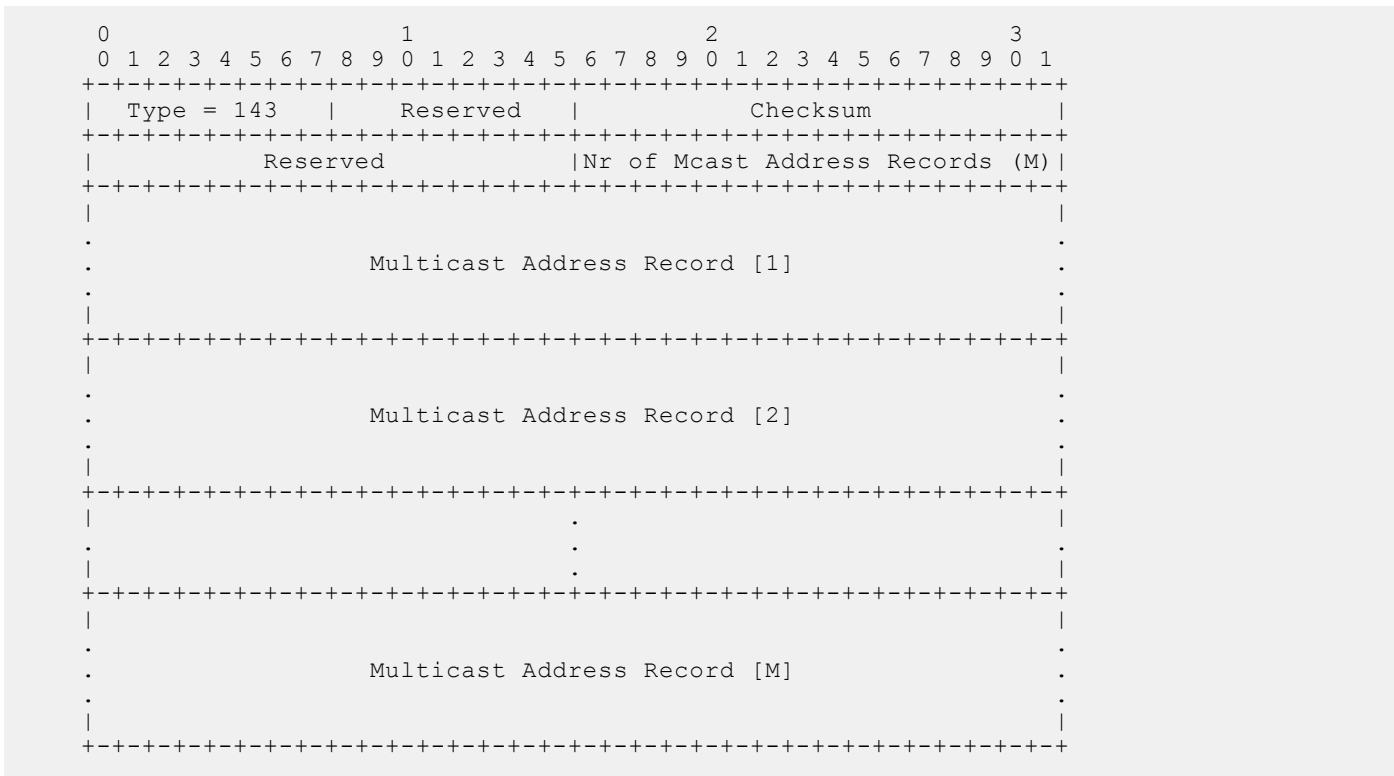 0                   1                   2                   3
 0 1 2 3 4 5 6 7 8 9 0 1 2 3 4 5 6 7 8 9 0 1 2 3 4 5 6 7 8 9 0 1
+-+-+-+-+-+-+-+-+-+-+-+-+-+-+-+-+-+-+-+-+-+-+-+-+-+-+-+-+-+-+-+-+
|  Type = 143   |    Reserved   |           Checksum            |
+-+-+-+-+-+-+-+-+-+-+-+-+-+-+-+-+-+-+-+-+-+-+-+-+-+-+-+-+-+-+-+-+
|           Reserved            |Nr of Mcast Address Records (M)|
+-+-+-+-+-+-+-+-+-+-+-+-+-+-+-+-+-+-+-+-+-+-+-+-+-+-+-+-+-+-+-+-+
|                                                               |
.                                                               .
.                  Multicast Address Record [1]                 .
.                                                               .
|                                                               |
+-+-+-+-+-+-+-+-+-+-+-+-+-+-+-+-+-+-+-+-+-+-+-+-+-+-+-+-+-+-+-+-+
|                                                               |
.                                                               .
.                  Multicast Address Record [2]                 .
.                                                               .
|                                                               |
+-+-+-+-+-+-+-+-+-+-+-+-+-+-+-+-+-+-+-+-+-+-+-+-+-+-+-+-+-+-+-+-+
|                               .                               |
.                               .                               .
|                               .                               |
+-+-+-+-+-+-+-+-+-+-+-+-+-+-+-+-+-+-+-+-+-+-+-+-+-+-+-+-+-+-+-+-+
|                                                               |
.                                                               .
.                  Multicast Address Record [M]                 .
.                                                               .
|                                                               |
+-+-+-+-+-+-+-+-+-+-+-+-+-+-+-+-+-+-+-+-+-+-+-+-+-+-+-+-+-+-+-+-+